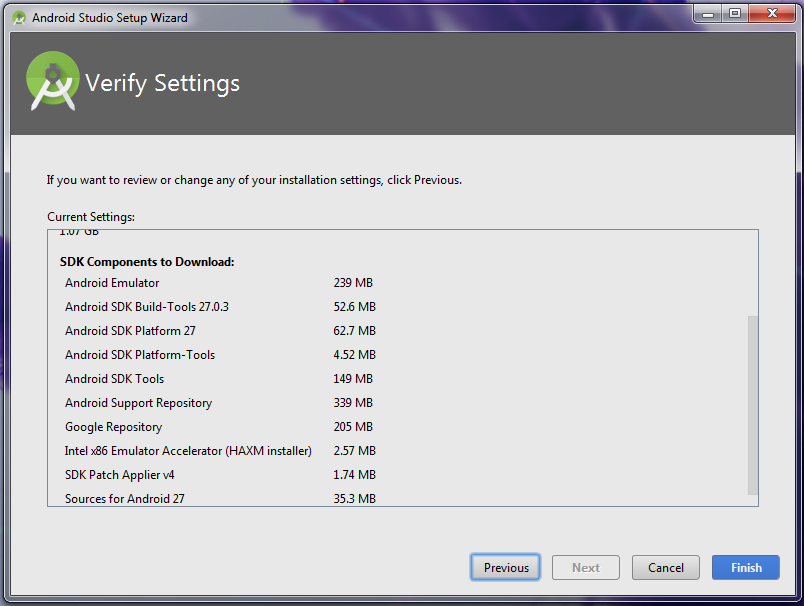 Android Studio Setup Wizard
Verify Settings
If you want to review or change any of your installation settings, click Previous.
Current Settings:
1.07 GB
SDK Components to Download:
Android Emulator 239 MB
Android SDK Build-Tools 27.0.3 52.6 MB
Android SDK Platform 27 62.7 MB
Android SDK Platform-Tools 4.52 MB
Android SDK Tools 149 MB
Android Support Repository 339 MB
Google Repository 205 MB
Intel x86 Emulator Accelerator (HAXM installer) 2.57 MB
SDK Patch Applier v4 1.74 MB
Sources for Android 27 35.3 MB
Previous Next Cancel Finish